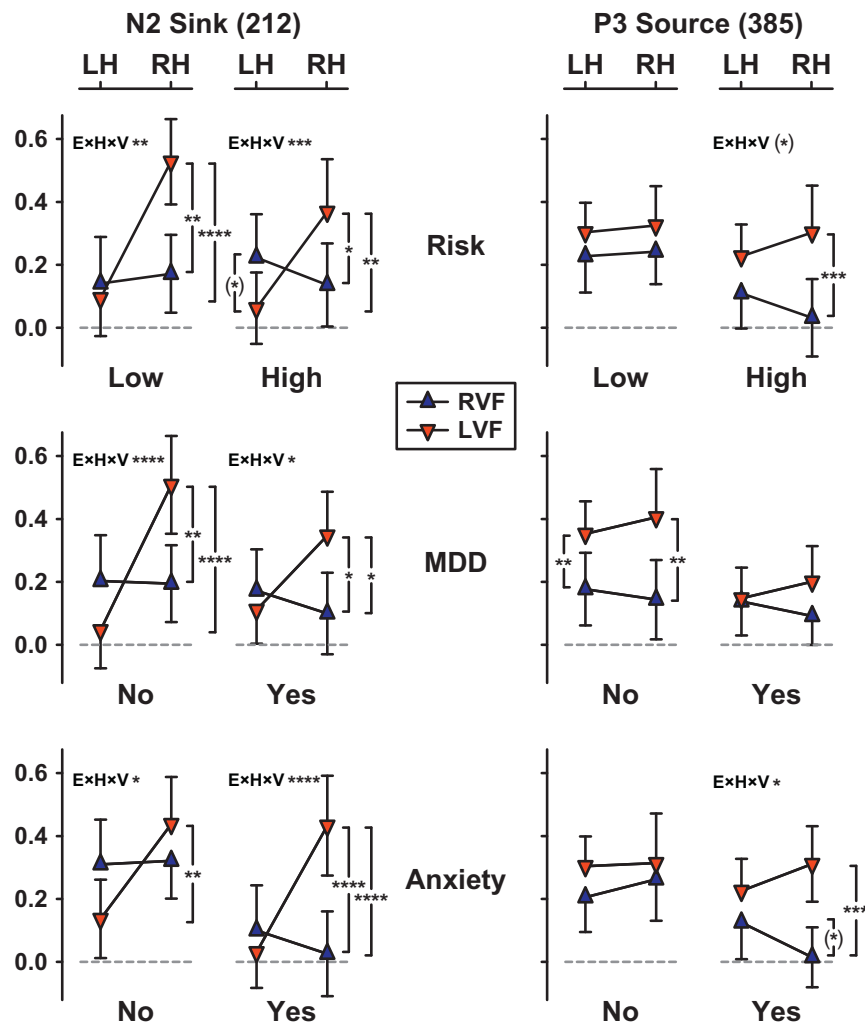 N2 Sink (212) P3 Source (385)
LH RH LH RH LH RH LH RH
0.6
E×H×V ** E×H×V *** E×H×V (*)
0.4
** **** (*) * ** ***
Risk
0.2
0.0
Low High Low High
RVF
LVF
0.6
E×H×V **** E×H×V *
0.4
** **** * * ** **
MDD
0.2
0.0
No Yes No Yes
0.6
E×H×V * E×H×V **** E×H×V *
0.4
** **** **** (*) ***
Anxiety
0.2
0.0
No Yes No Yes